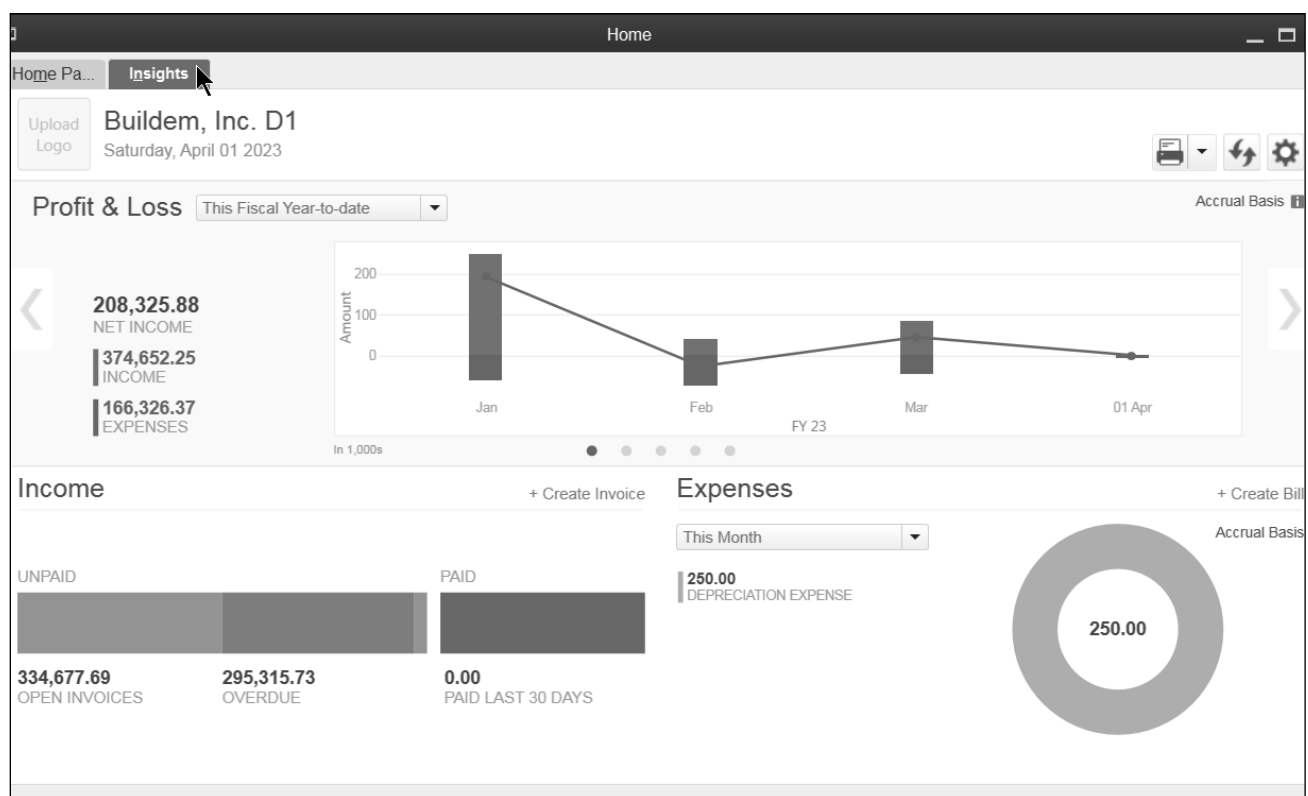 Home
Home Pa...
Insights
Upload
Logo
Buildem, Inc. D1
Saturday, April 01 2023
Profit & Loss
This Fiscal Year-to-date
Accrual Basis
208,325.88
NET INCOME
374,652.25
INCOME
166,326.37
EXPENSES
Amount
200
100
0
Jan
Feb
Mar
01 Apr
FY 23
In 1,000s
Income
+ Create Invoice
UNPAID
PAID
334,677.69
OPEN INVOICES
295,315.73
OVERDUE
0.00
PAID LAST 30 DAYS
Expenses
+ Create Bill
This Month
Accrual Basis
250.00
DEPRECIATION EXPENSE
250.00